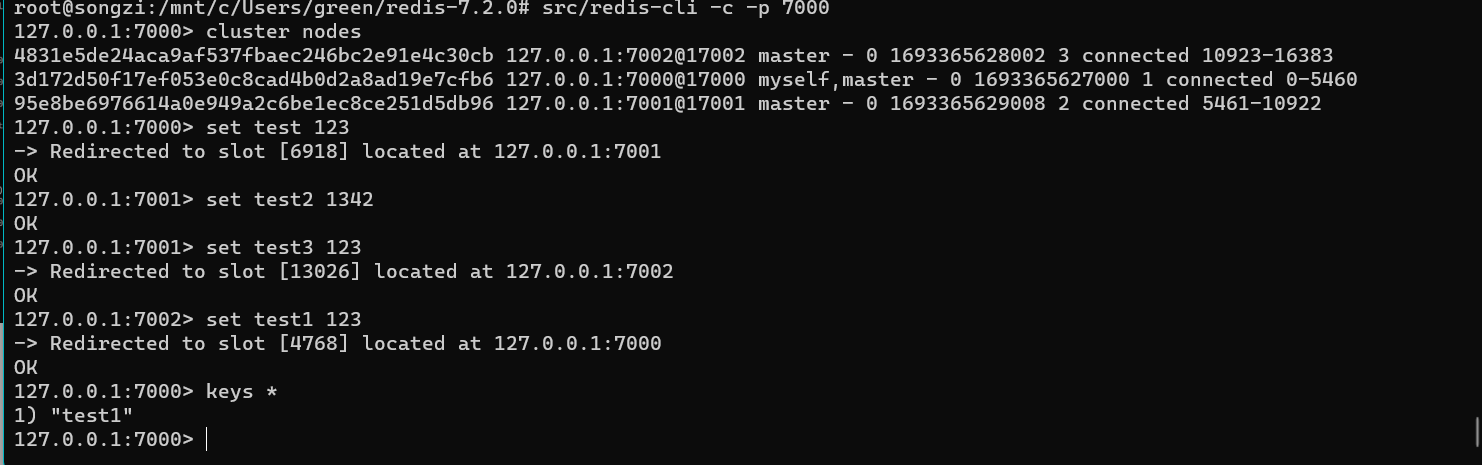 root@songzi:/mnt/c/Users/green/redis-7.2.0# src/redis-cli -c -p 7000
127.0.0.1:7000> cluster nodes
4831e5de24aca9af537fbaec246bc2e91e4c30cb 127.0.0.1:7002@17002 master - 0 1693365628002 3 connected 10923-16383
3d172d50f17ef053e0c8cad4b0d2a8ad19e7cfb6 127.0.0.1:7000@17000 myself,master - 0 1693365627000 1 connected 0-5460
95e8be6976614a0e949a2c6be1ec8ce251d5db96 127.0.0.1:7001@17001 master - 0 1693365629008 2 connected 5461-10922
127.0.0.1:7000> set test 123
-> Redirected to slot [6918] located at 127.0.0.1:7001
OK
127.0.0.1:7001> set test2 1342
OK
127.0.0.1:7001> set test3 123
-> Redirected to slot [13026] located at 127.0.0.1:7002
OK
127.0.0.1:7002> set test1 123
-> Redirected to slot [4768] located at 127.0.0.1:7000
OK
127.0.0.1:7000> keys *
1) "test1"
127.0.0.1:7000>